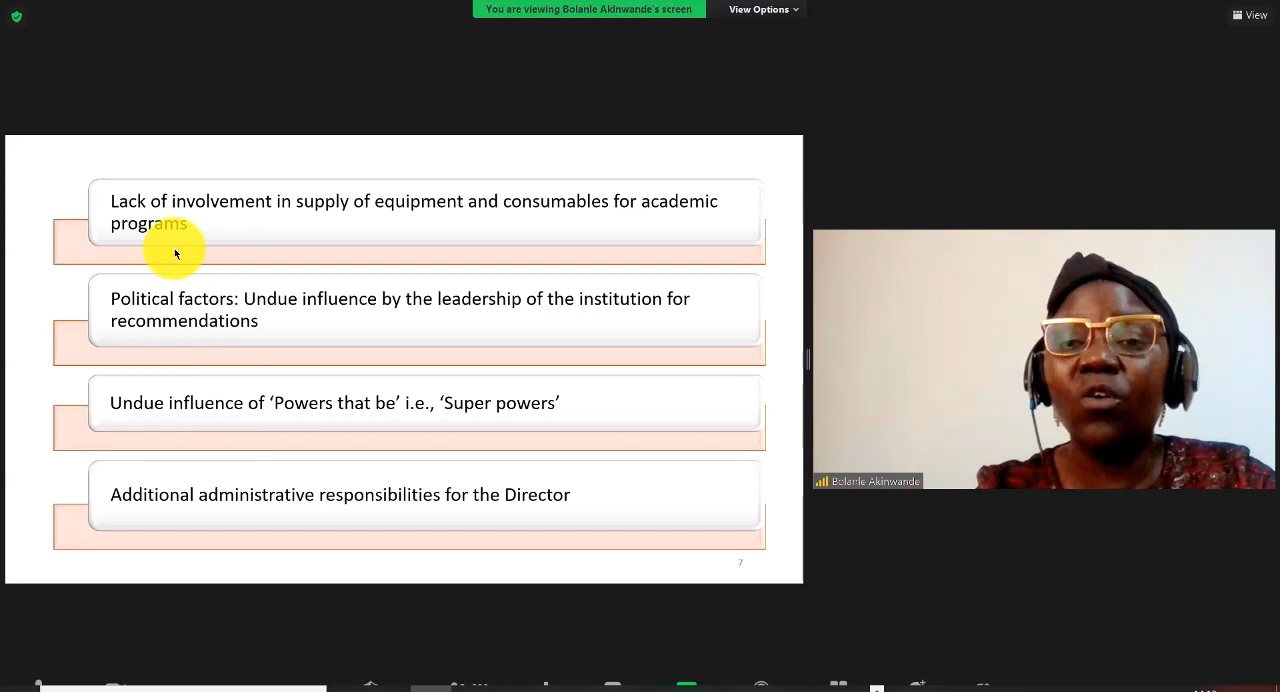 You are viewing Bolanle Akinwande's screen
View Options
View
Lack of involvement in supply of equipment and consumables for academic
programs
Political factors: Undue influence by the leadership of the institution for
recommendations
Undue influence of ‘Powers that be’ i.e., ‘Super powers’
Additional administrative responsibilities for the Director
7
Bolanle Akinwande